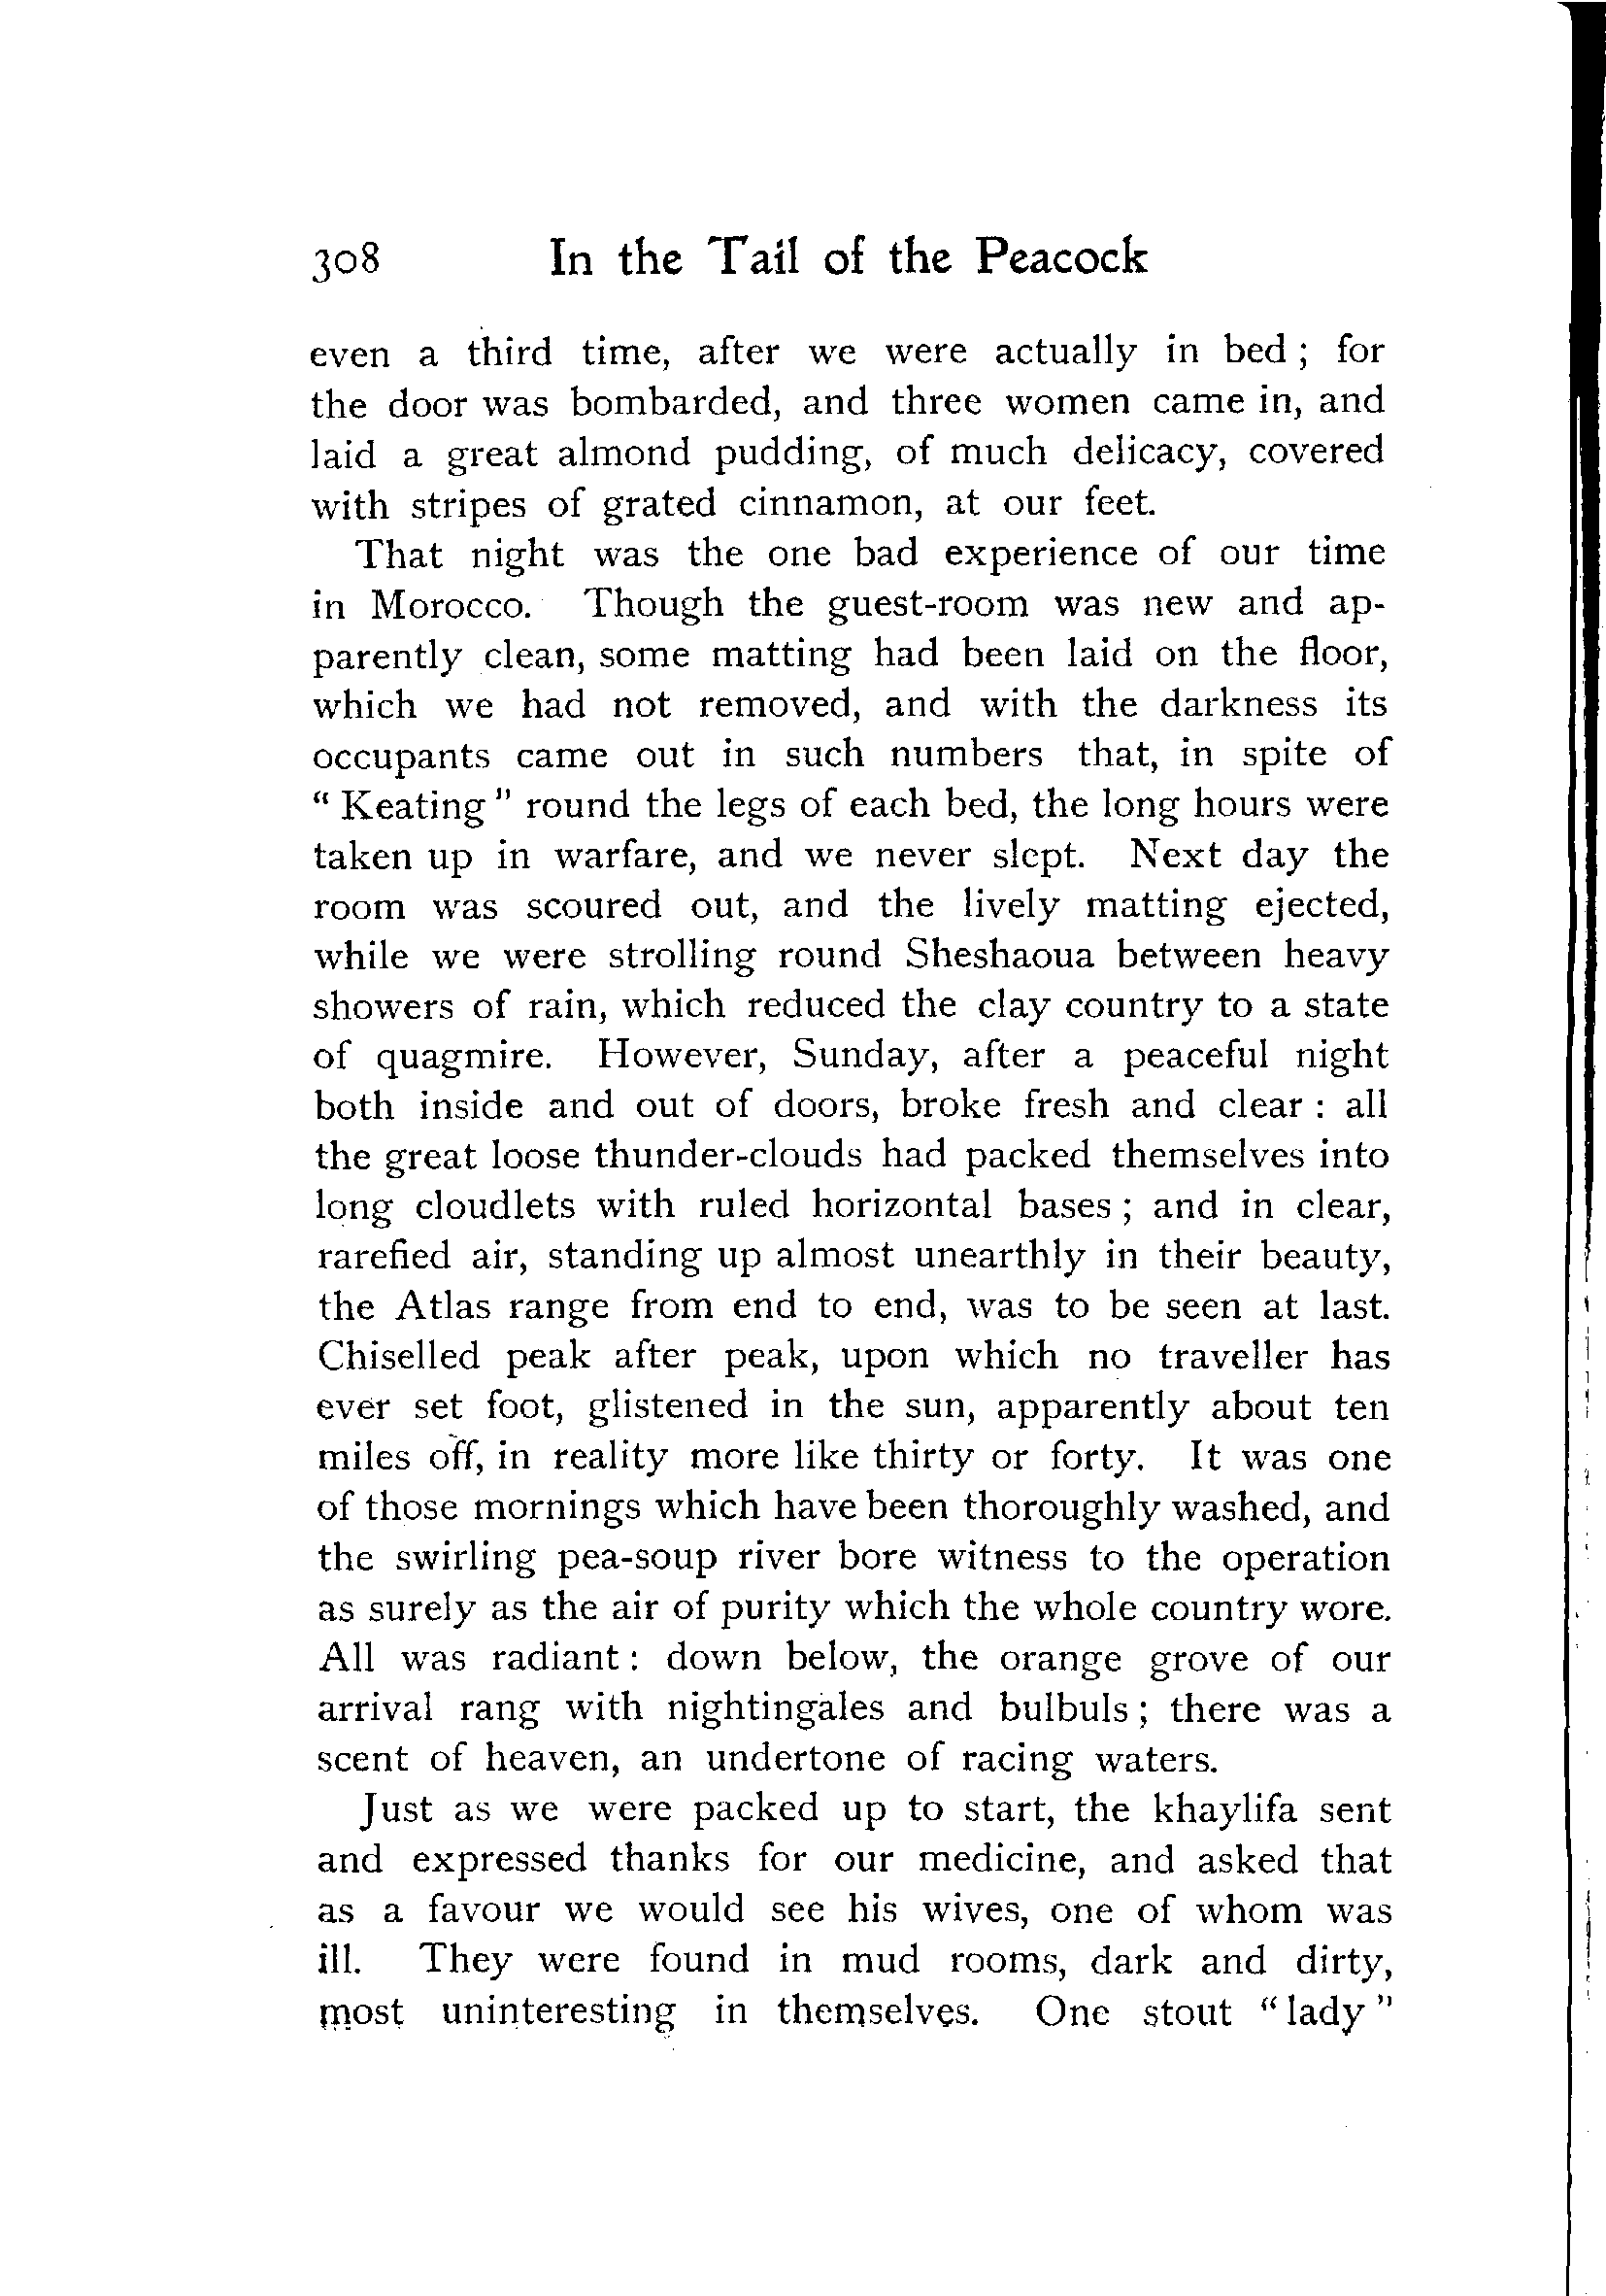 308 In the Tail of the Peacock
even a third time, after we were actually in bed; for
the door was bombarded, and three women came in, and
laid a great almond pudding, of much delicacy, covered
with stripes of grated cinnamon, at our feet.
That night was the one bad experience of our time
in Morocco. Though the guest-room was new and ap-
parently clean, some matting had been laid on the floor,
which we had not removed, and with the darkness its
occupants came out in such numbers that, in spite of
"Keating" round the legs of each bed, the long hours were
taken up in warfare, and we never slept. Next day the
room was scoured out, and the lively matting ejected,
while we were strolling round Sheshaoua between heavy
showers of rain, which reduced the clay country to a state
of quagmire. However, Sunday, after a peaceful night
both inside and out of doors, broke fresh and clear: all
the great loose thunder-clouds had packed themselves into
long cloudlets with ruled horizontal bases; and in clear,
rarefied air, standing up almost unearthly in their beauty,
the Atlas range from end to end, was to be seen at last.
Chiselled peak after peak, upon which no traveller has
ever set foot, glistened in the sun, apparently about ten
miles off, in reality more like thirty or forty. It was one
of those mornings which have been thoroughly washed, and
the swirling pea-soup river bore witness to the operation
as surely as the air of purity which the whole country wore.
All was radiant: down below, the orange grove of our
arrival rang with nightingales and bulbuls; there was a
scent of heaven, an undertone of racing waters.
Just as we were packed up to start, the khaylifa sent
and expressed thanks for our medicine, and asked that
as a favour we would see his wives, one of whom was
ill. They were found in mud rooms, dark and dirty,
most uninteresting in themselves. One stout "lady"